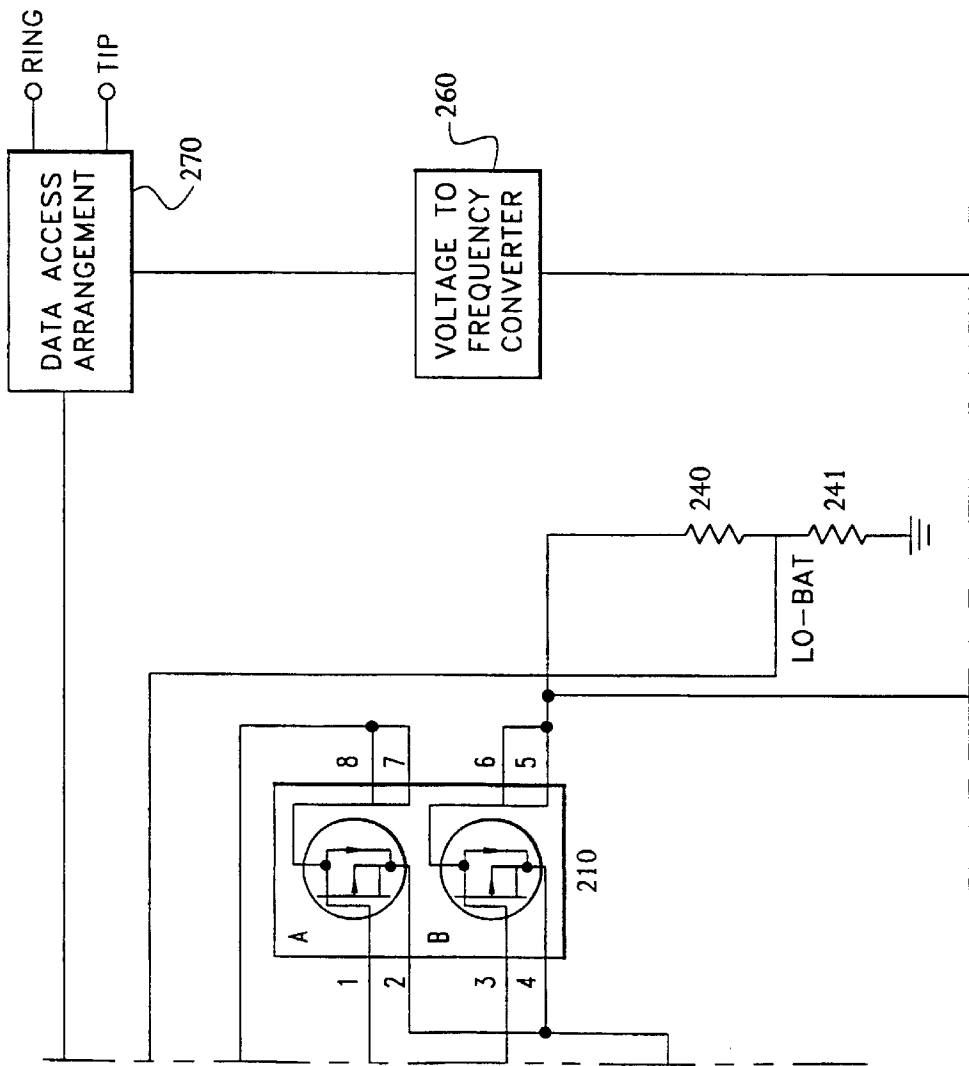 RING
TIP
DATA ACCESS
ARRANGEMENT
270
260
VOLTAGE TO
FREQUENCY
CONVERTER
240
241
LO-BAT
8
7
6
5
A
B
1
2
3
4
210